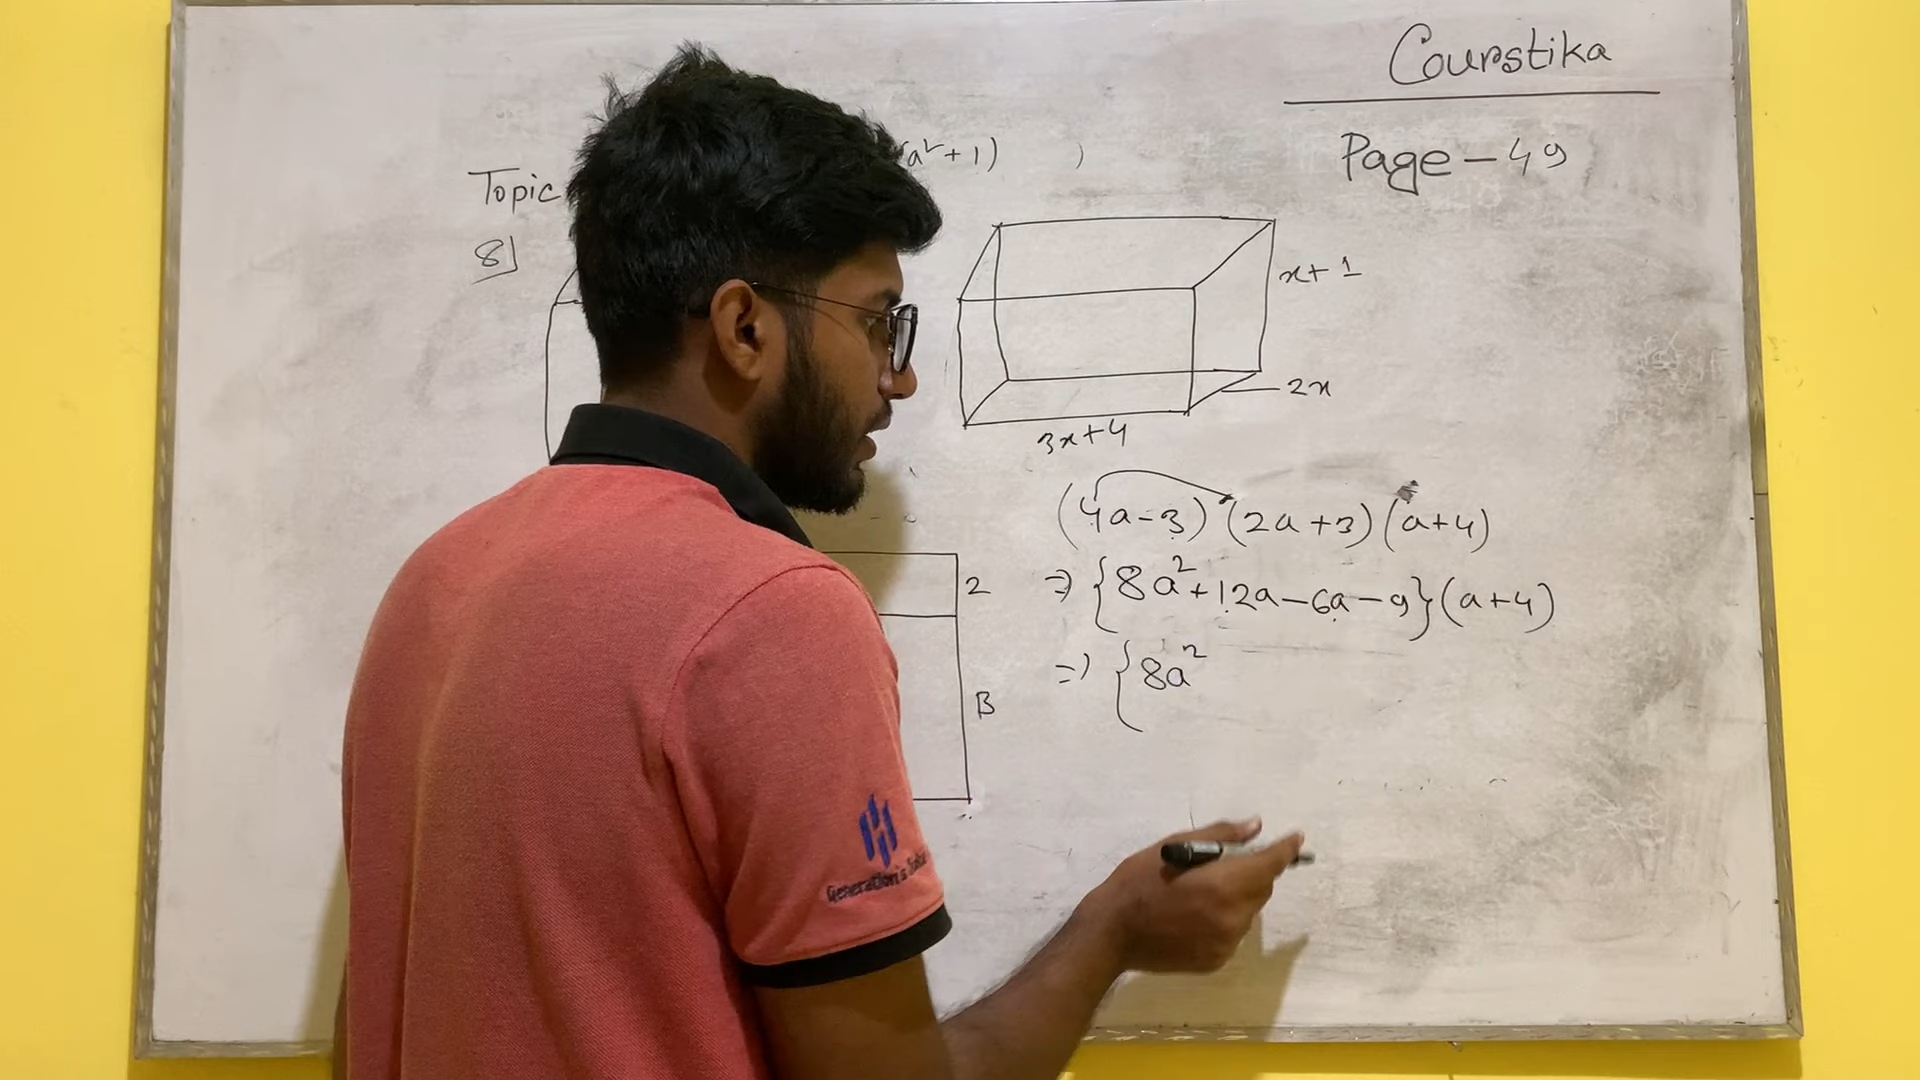 Courstika
Page - 49
a² + 1) )
Topic
8]
x + 1
2x
3x + 4
(4a - 3) (2a + 3) (a + 4)
2
=> {8a² + 12a - 6a - 9} (a + 4)
=> {8a²
B
Generation's